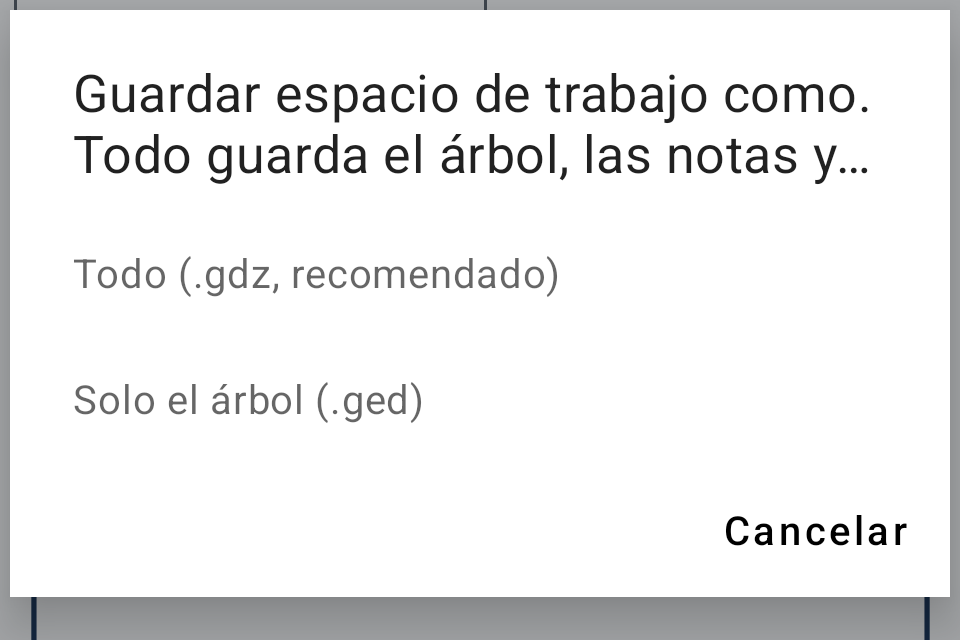 Guardar espacio de trabajo como.
Todo guarda el árbol, las notas y…
Todo (.gdz, recomendado)
Solo el árbol (.ged)
Cancelar